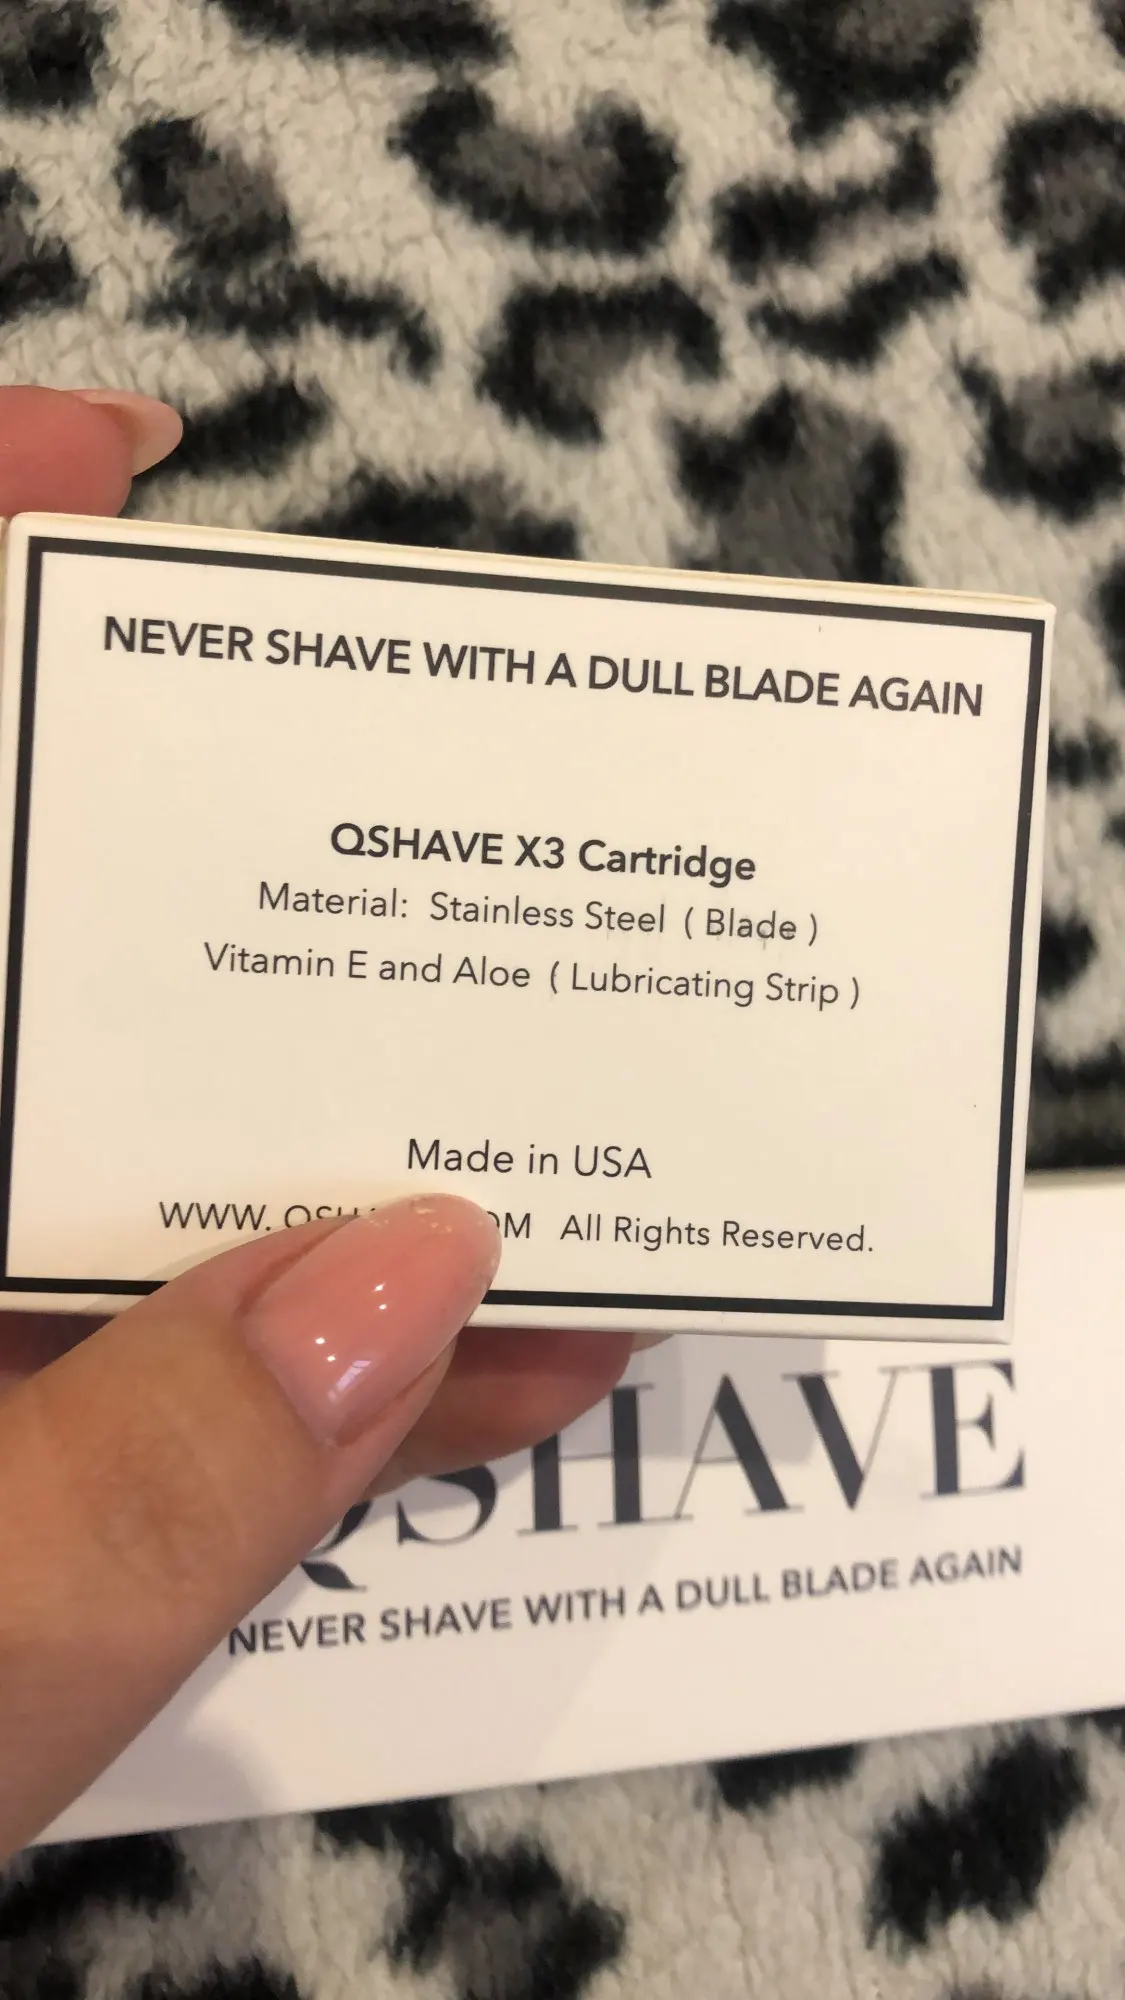 NEVER SHAVE WITH A DULL BLADE AGAIN
QSHAVE X3 Cartridge
Material: Stainless Steel ( Blade )
Vitamin E and Aloe ( Lubricating Strip )
Made in USA
WWW. All Rights Reserved.
QSHAVE
NEVER SHAVE WITH A DULL BLADE AGAIN